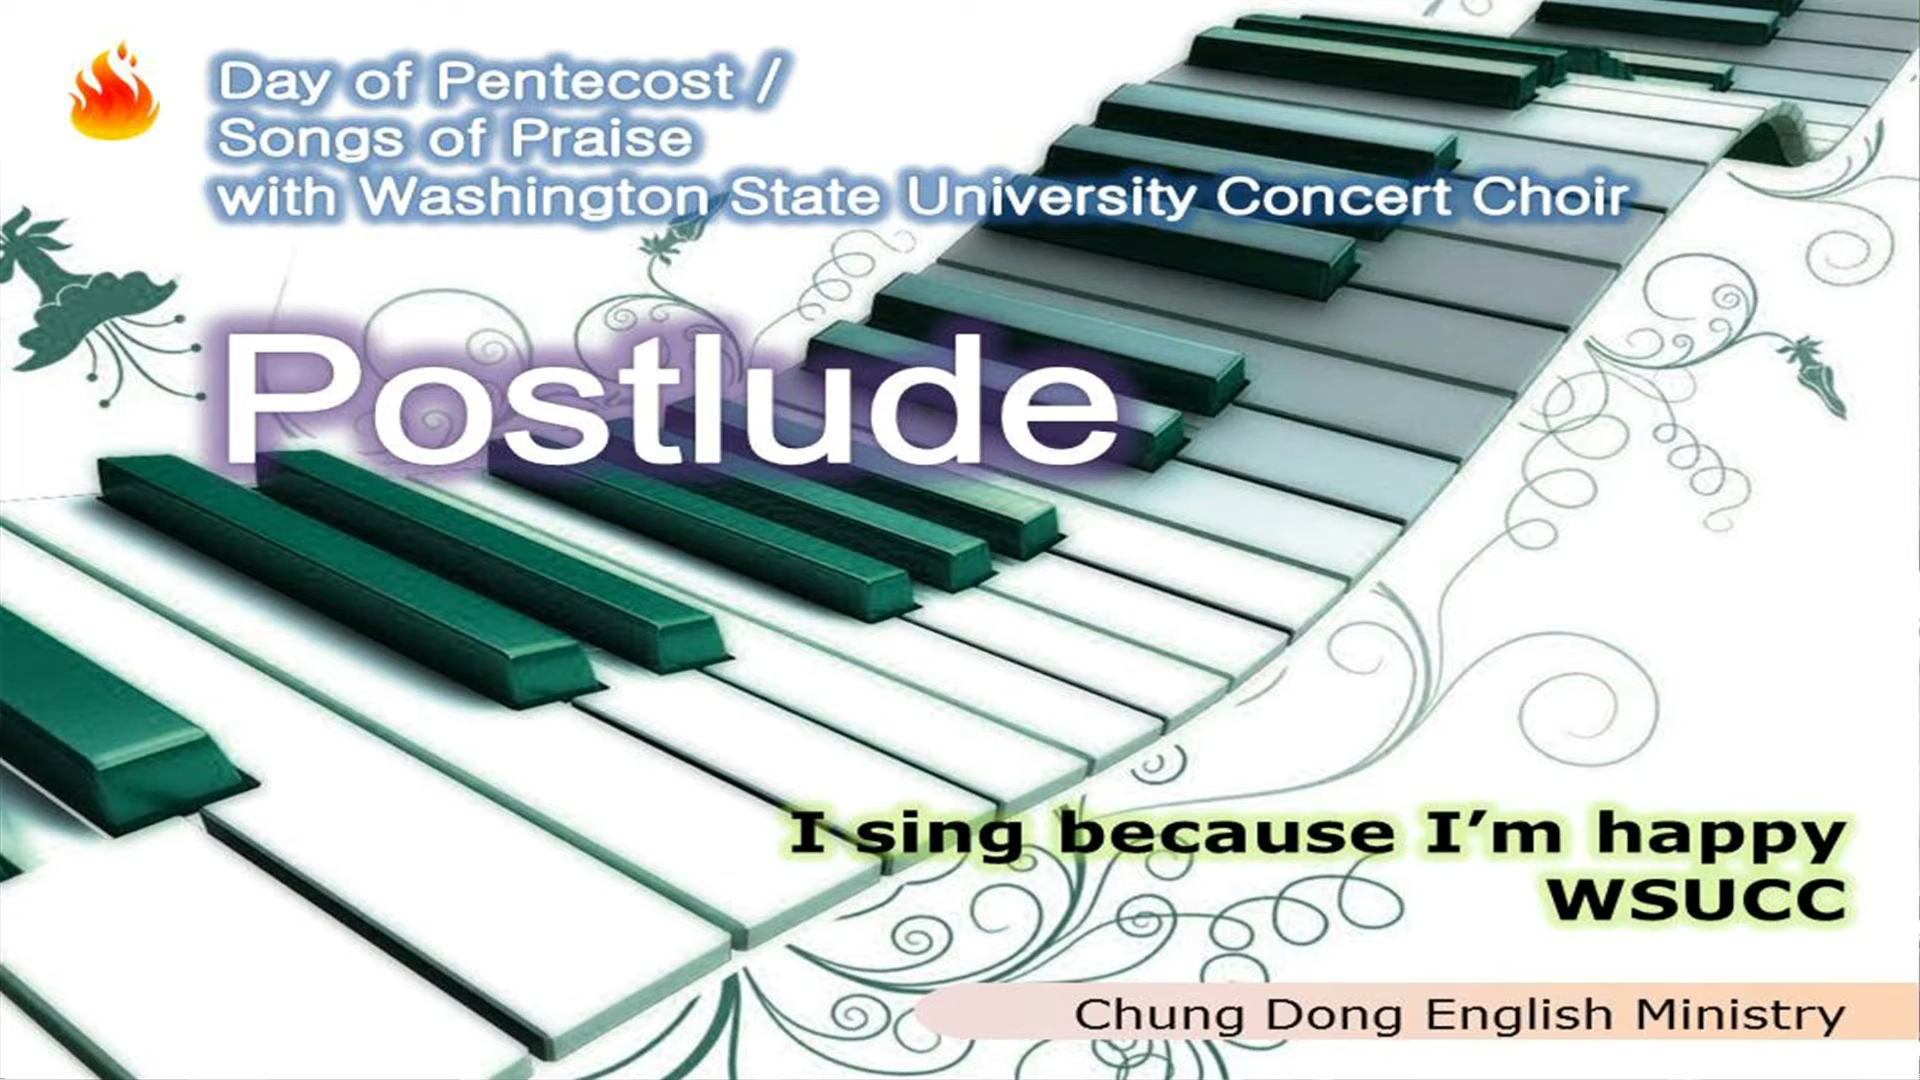 Day of Pentecost /
Songs of Praise
with Washington State University Concert Choir
Postlude
I sing because I’m happy
WSUCC
Chung Dong English Ministry